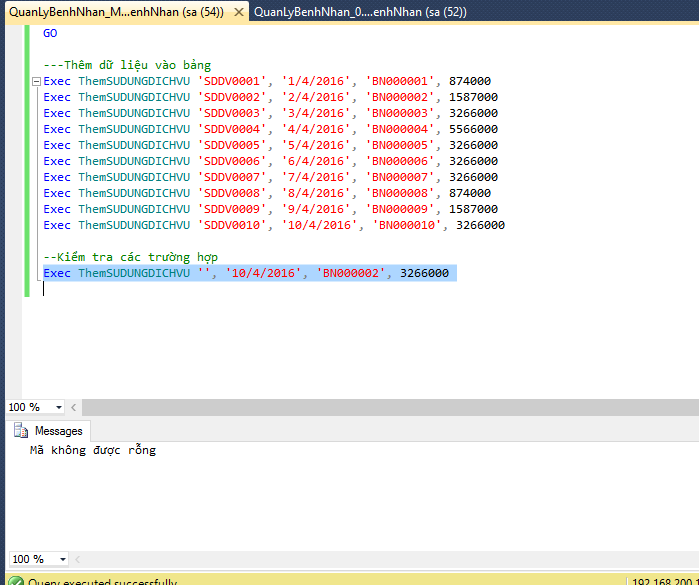 QuanLyBenhNhan_M...enhNhan (sa (54)) QuanLyBenhNhan_0....enhNhan (sa (52))
GO
---Thêm dữ liệu vào bảng
Exec ThemSUDUNGDICHVU 'SDDV0001', '1/4/2016', 'BN000001', 874000
Exec ThemSUDUNGDICHVU 'SDDV0002', '2/4/2016', 'BN000002', 1587000
Exec ThemSUDUNGDICHVU 'SDDV0003', '3/4/2016', 'BN000003', 3266000
Exec ThemSUDUNGDICHVU 'SDDV0004', '4/4/2016', 'BN000004', 5566000
Exec ThemSUDUNGDICHVU 'SDDV0005', '5/4/2016', 'BN000005', 3266000
Exec ThemSUDUNGDICHVU 'SDDV0006', '6/4/2016', 'BN000006', 3266000
Exec ThemSUDUNGDICHVU 'SDDV0007', '7/4/2016', 'BN000007', 3266000
Exec ThemSUDUNGDICHVU 'SDDV0008', '8/4/2016', 'BN000008', 874000
Exec ThemSUDUNGDICHVU 'SDDV0009', '9/4/2016', 'BN000009', 1587000
Exec ThemSUDUNGDICHVU 'SDDV0010', '10/4/2016', 'BN000010', 3266000
--Kiểm tra các trường hợp
Exec ThemSUDUNGDICHVU '', '10/4/2016', 'BN000002', 3266000
100 %
Messages
Mã không được rỗng
100 %
Query executed successfully. 192.168.200.1